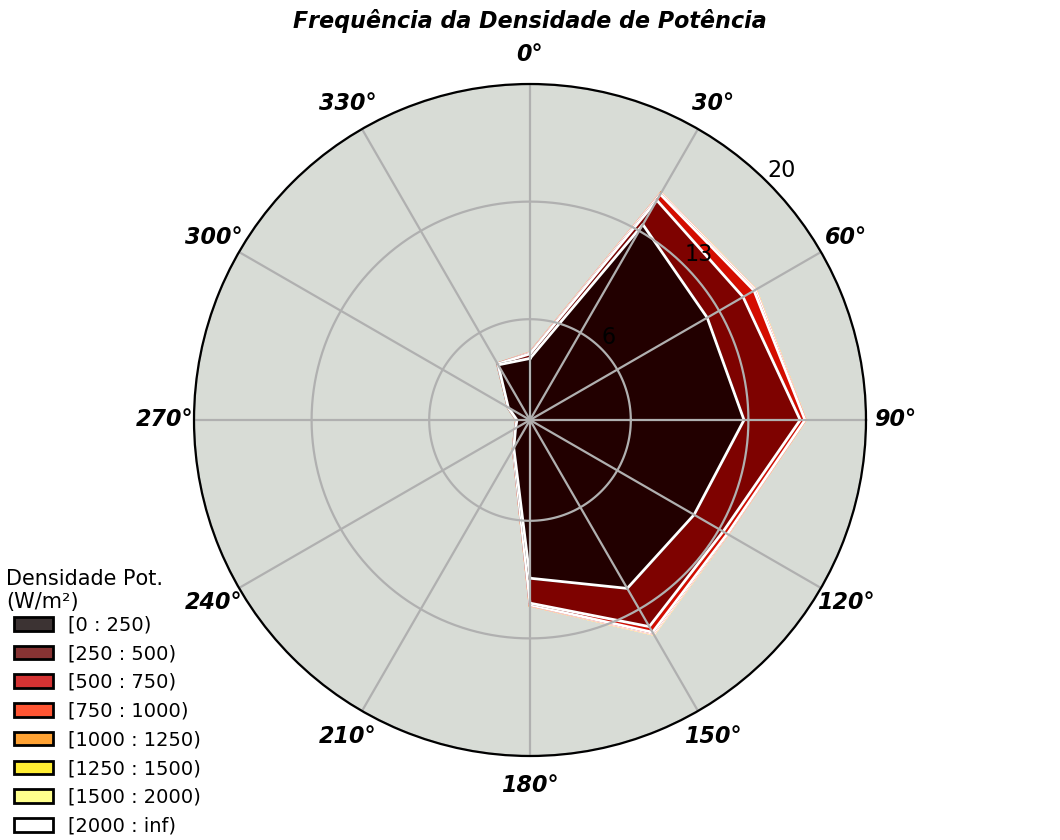 Frequência da Densidade de Potência
0°
330°
30°
20
300°
60°
13
6
270°
90°
Densidade Pot.
(W/m²)
240°
120°
[0 : 250)
[250 : 500)
[500 : 750)
[750 : 1000)
210°
150°
[1000 : 1250)
[1250 : 1500)
180°
[1500 : 2000)
[2000 : inf)